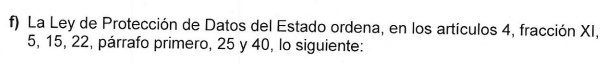 f) La Ley de Protección de Datos del Estado ordena, en los artículos 4, fracción XI,
5, 15, 22, párrafo primero, 25 y 40, lo siguiente: